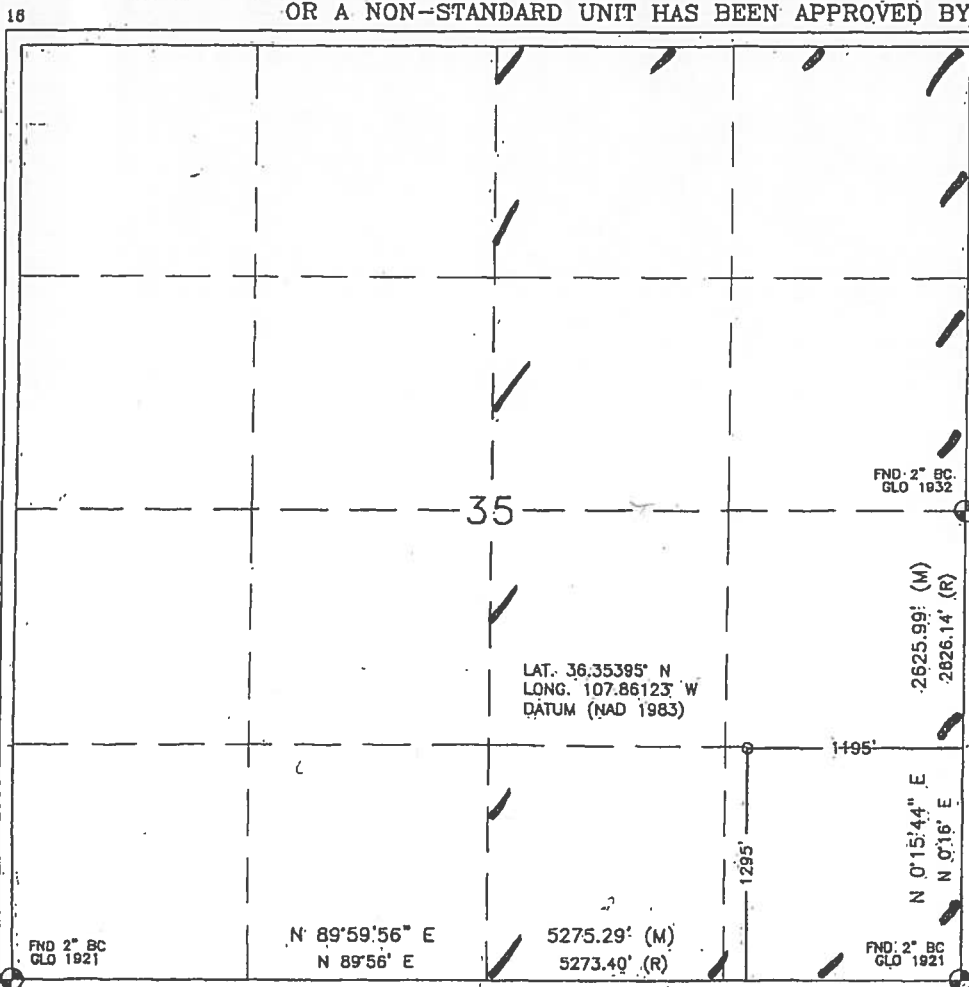 18
OR A NON-STANDARD UNIT HAS BEEN APPROVED BY
FND 2" BC.
GLO 1932
35
2625.99' (M)
2626.14' (R)
LAT. 36.35395° N
LONG. 107.86123° W
DATUM (NAD 1983)
1195'
1295'
N 0°15'44" E
N 0°16' E
N 89°59'56" E
N 89°56' E
5275.29' (M)
5273.40' (R)
FND 2" BC
GLO 1921
FND 2" BC
GLO 1921